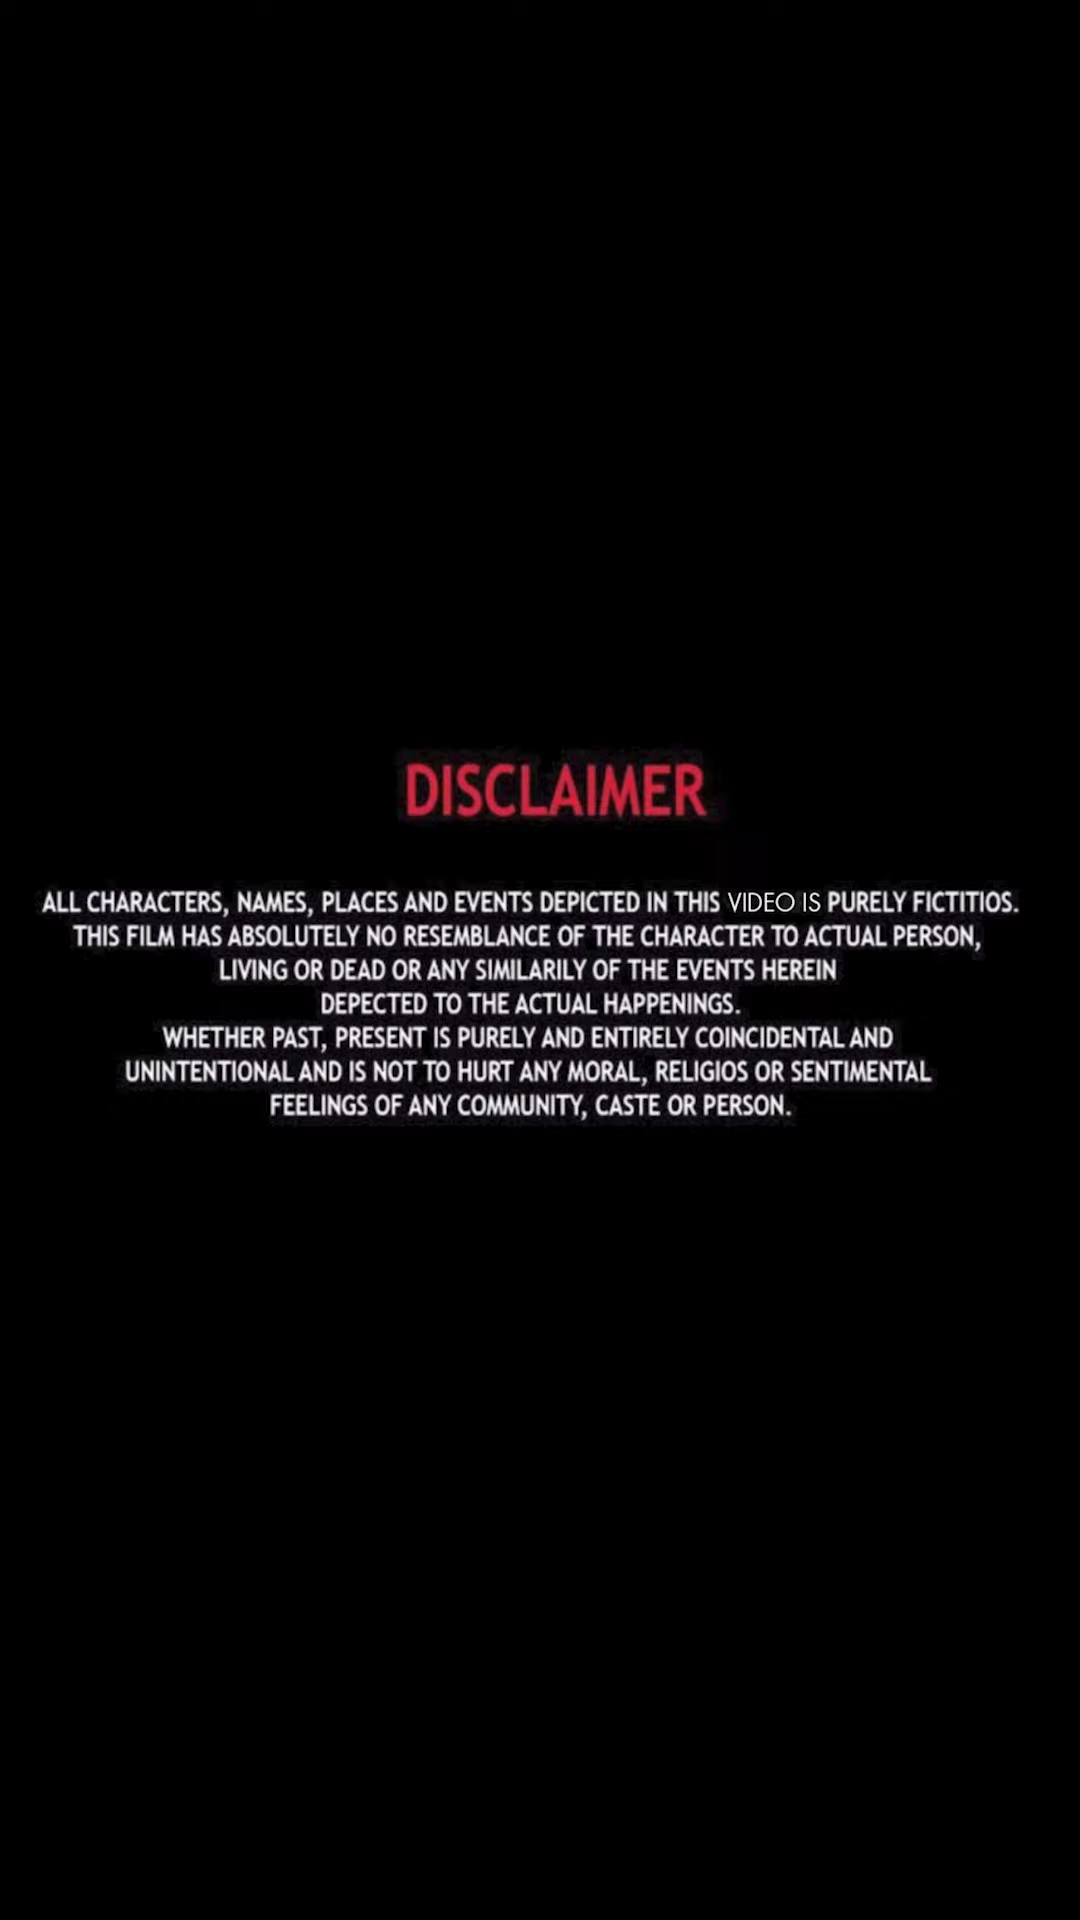 DISCLAIMER
ALL CHARACTERS, NAMES, PLACES AND EVENTS DEPICTED IN THIS VIDEO IS PURELY FICTITIOS.
THIS FILM HAS ABSOLUTELY NO RESEMBLANCE OF THE CHARACTER TO ACTUAL PERSON,
LIVING OR DEAD OR ANY SIMILARILY OF THE EVENTS HEREIN
DEPECTED TO THE ACTUAL HAPPENINGS.
WHETHER PAST, PRESENT IS PURELY AND ENTIRELY COINCIDENTAL AND
UNINTENTIONAL AND IS NOT TO HURT ANY MORAL, RELIGIOS OR SENTIMENTAL
FEELINGS OF ANY COMMUNITY, CASTE OR PERSON.